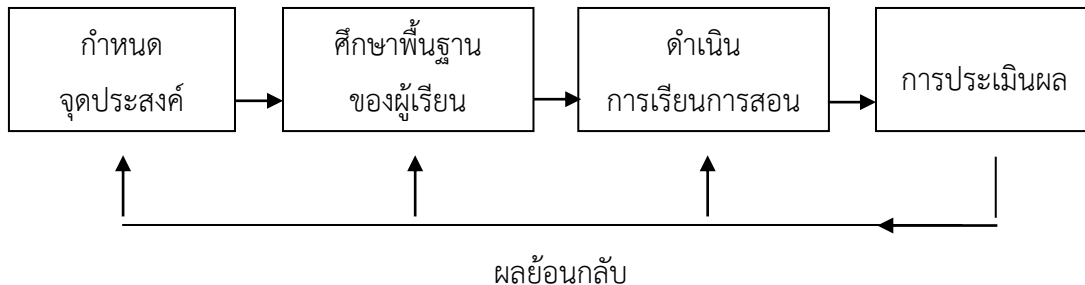 กำหนด
จุดประสงค์
ศึกษาพื้นฐาน
ของผู้เรียน
ดำเนิน
การเรียนการสอน
การประเมินผล
ผลย้อนกลับ